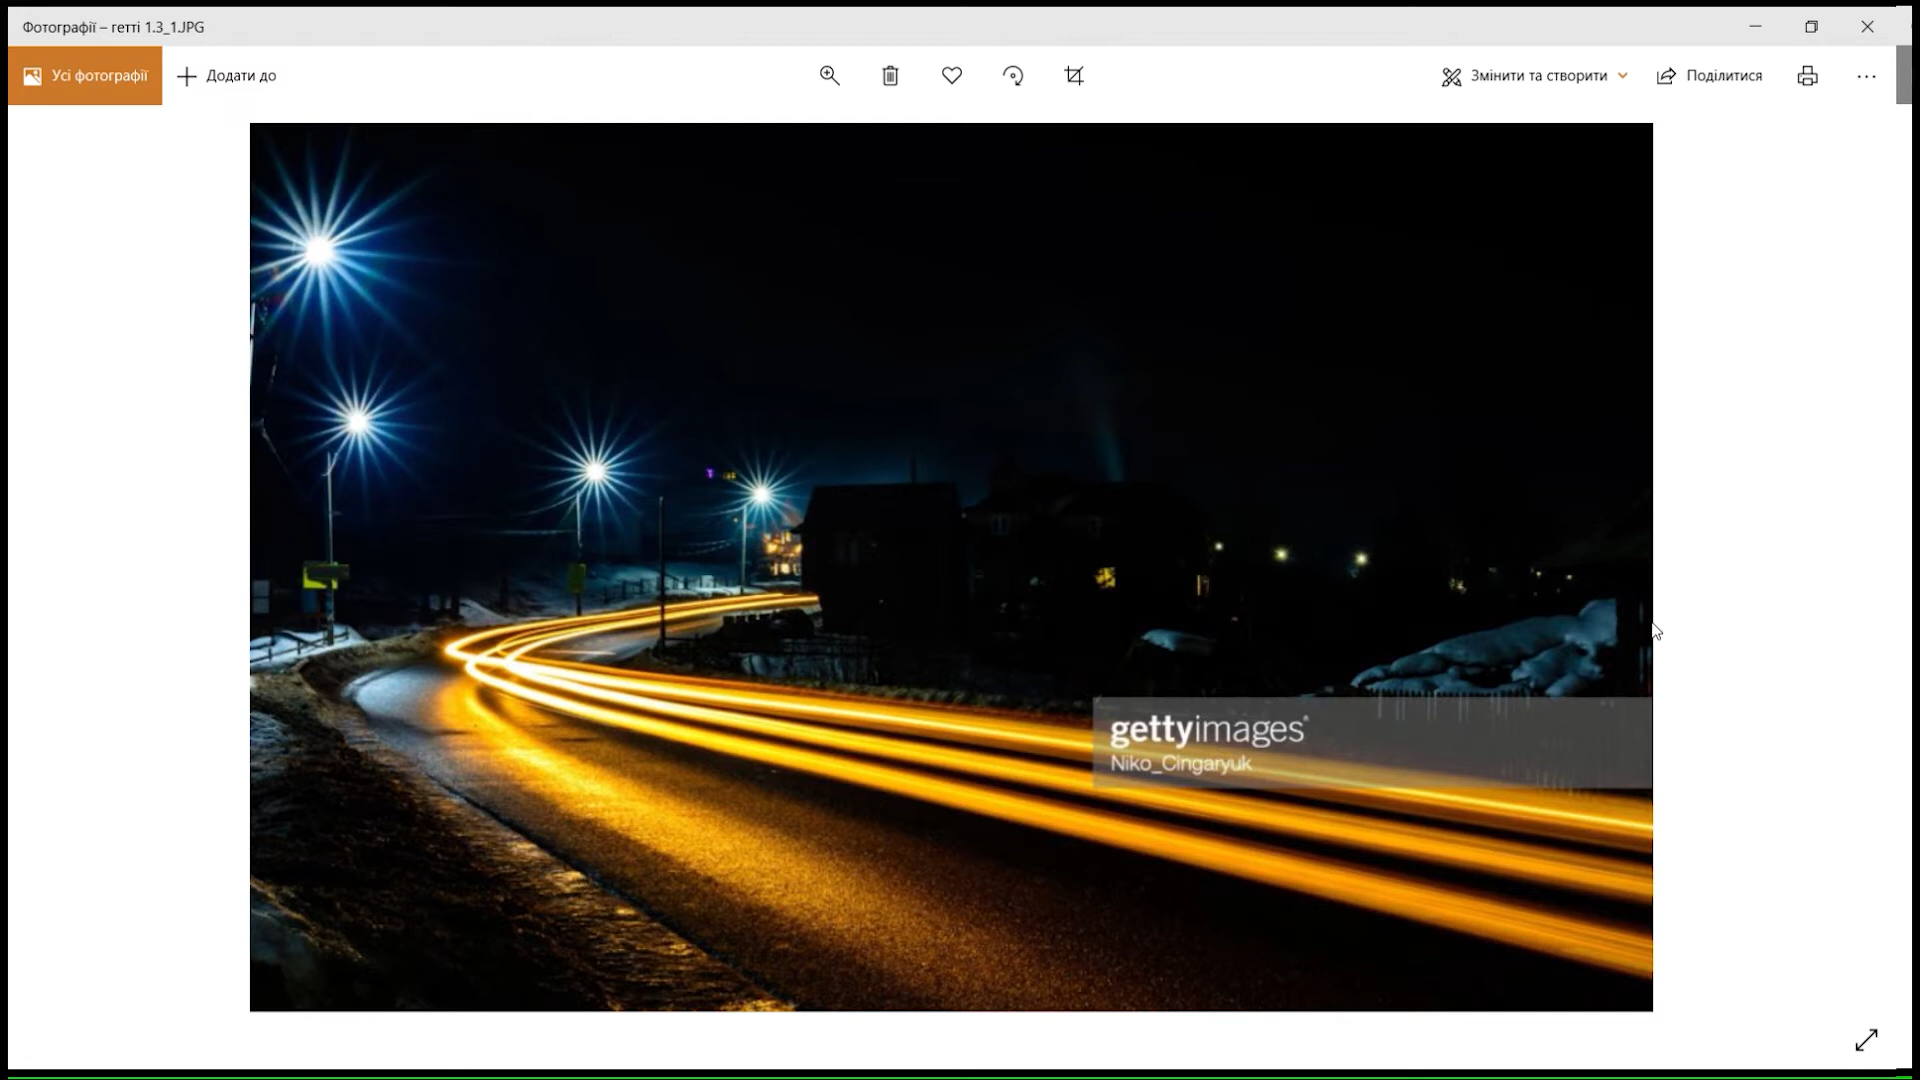 Фотографії – гетті 1.3_1.JPG
Усі фотографії
Додати до
Змінити та створити
Поділитися
gettyimages®
Niko_Cingaryuk